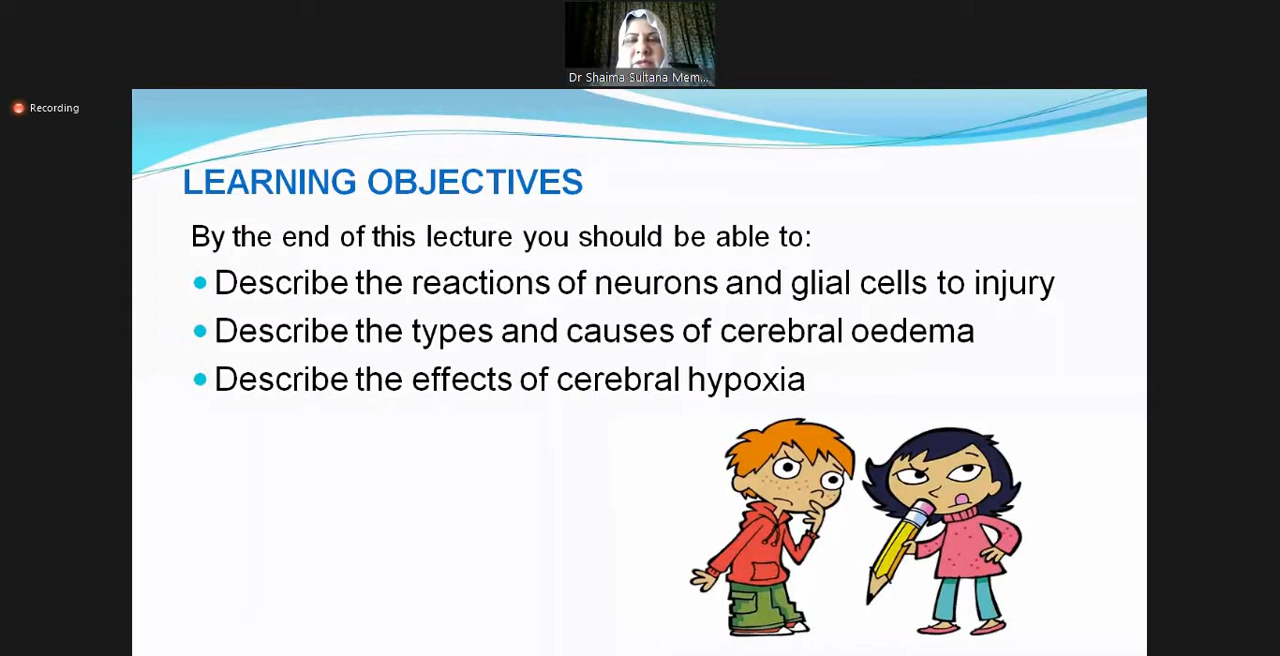 Dr Shaima Sultana Mem...
Recording
LEARNING OBJECTIVES
By the end of this lecture you should be able to:
Describe the reactions of neurons and glial cells to injury
Describe the types and causes of cerebral oedema
Describe the effects of cerebral hypoxia